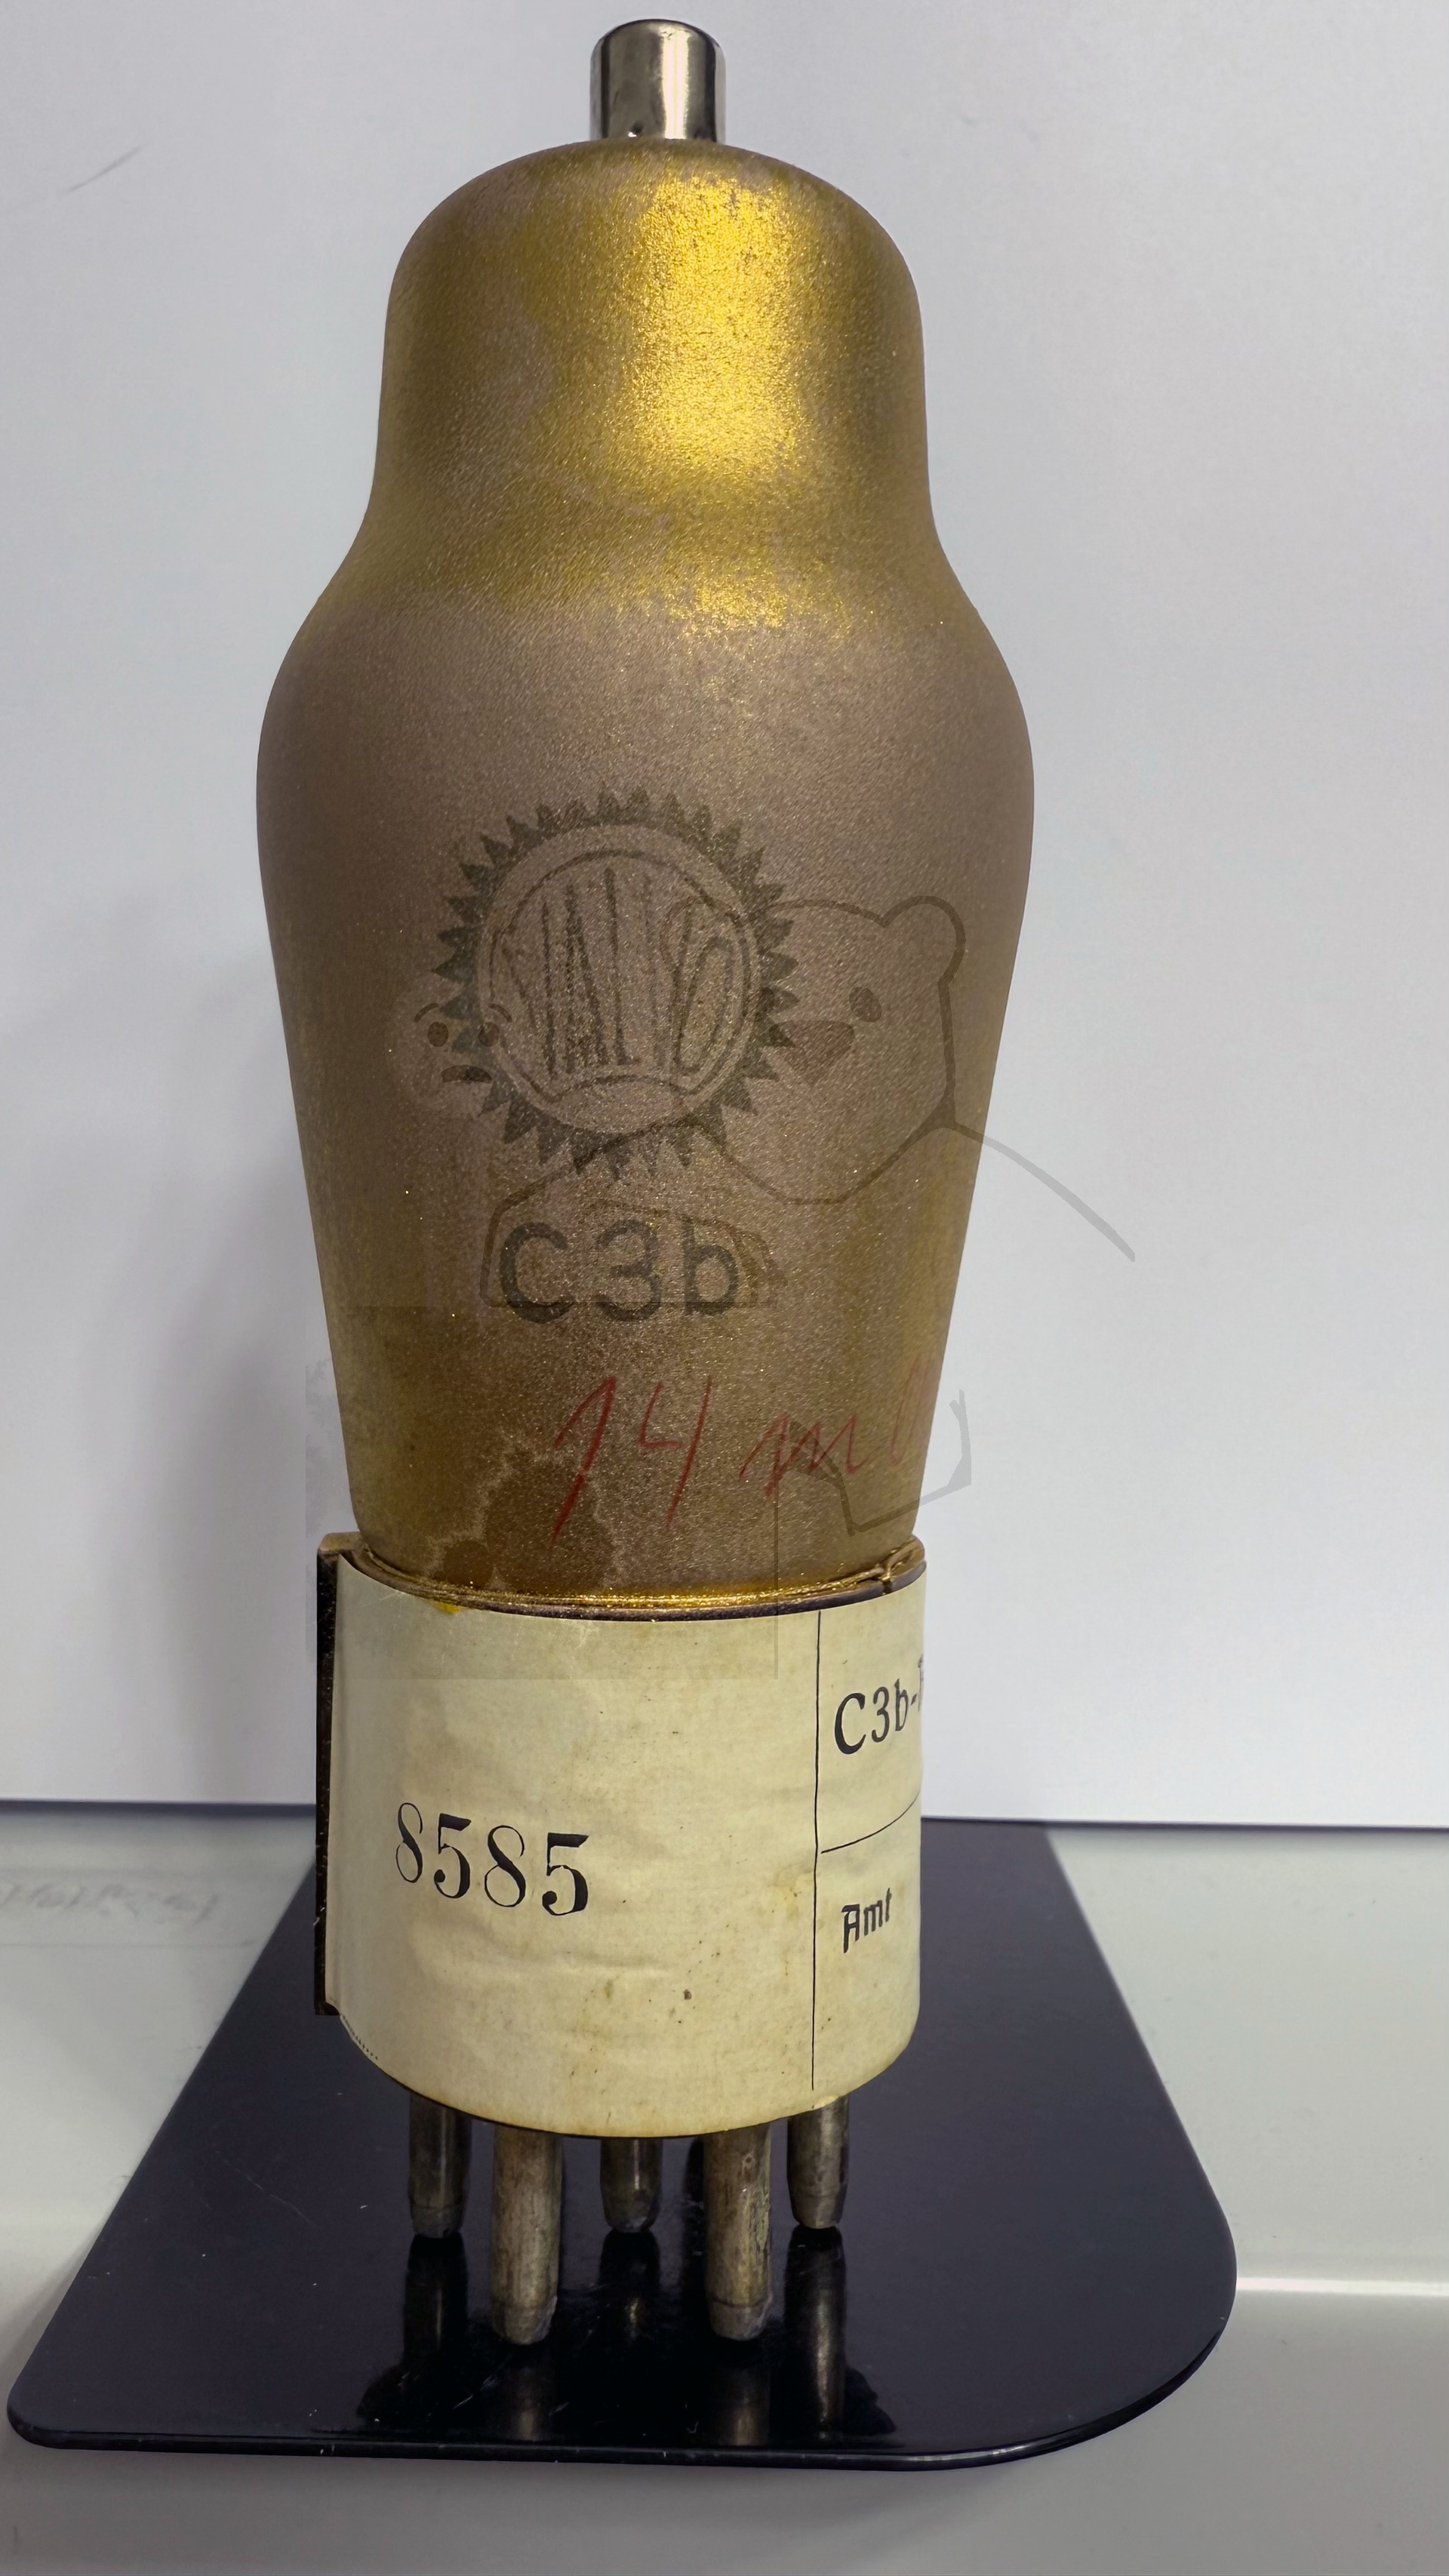 VALVO
C3b
14 m
C3b-
8585
Amt